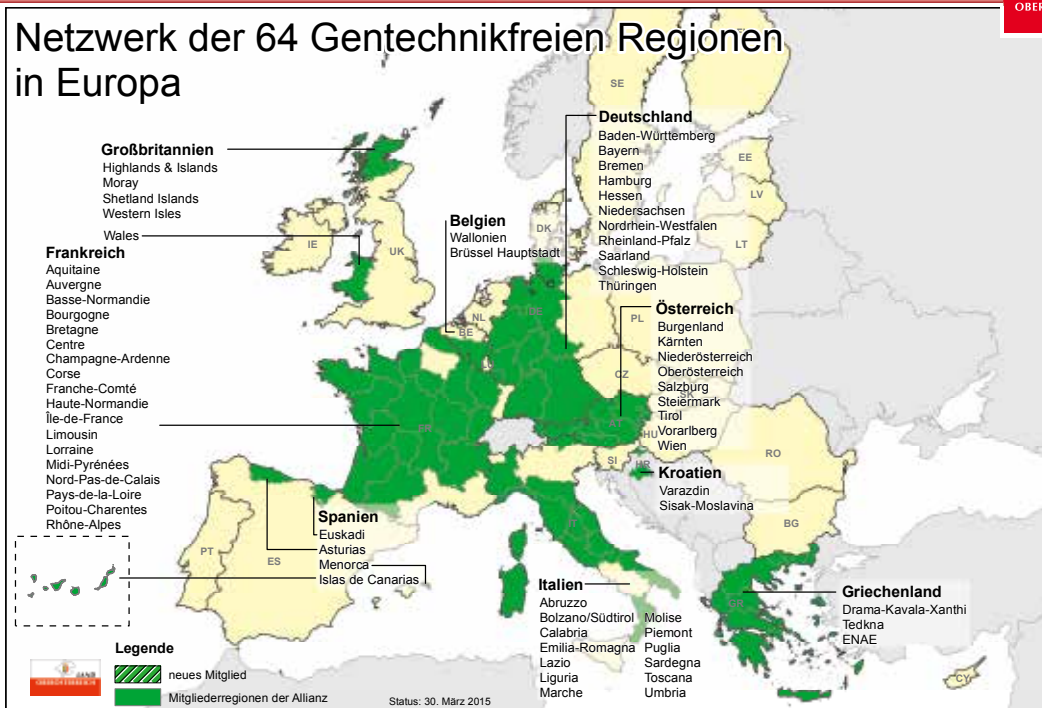 OBER
Netzwerk der 64 Gentechnikfreien Regionen
in Europa
Großbritannien
Highlands & Islands
Moray
Shetland Islands
Western Isles
Wales
Frankreich
Aquitaine
Auvergne
Basse-Normandie
Bourgogne
Bretagne
Centre
Champagne-Ardenne
Corse
Franche-Comté
Haute-Normandie
Île-de-France
Limousin
Lorraine
Midi-Pyrénées
Nord-Pas-de-Calais
Pays-de-la-Loire
Poitou-Charentes
Rhône-Alpes
Belgien
Wallonien
Brüssel Hauptstadt
Deutschland
Baden-Württemberg
Bayern
Bremen
Hamburg
Hessen
Niedersachsen
Nordrhein-Westfalen
Rheinland-Pfalz
Saarland
Schleswig-Holstein
Thüringen
Österreich
Burgenland
Kärnten
Niederösterreich
Oberösterreich
Salzburg
Steiermark
Tirol
Vorarlberg
Wien
Kroatien
Varazdin
Sisak-Moslavina
Spanien
Euskadi
Asturias
Menorca
Islas de Canarias
Italien
Abruzzo
Bolzano/Südtirol
Calabria
Emilia-Romagna
Lazio
Liguria
Marche
Molise
Piemont
Puglia
Sardegna
Toscana
Umbria
Griechenland
Drama-Kavala-Xanthi
Tedkna
ENAE
SE
EE
LV
LT
DK
IE
UK
NL
BE
LU
DE
PL
CZ
SK
AT
HU
SI
HR
RO
BG
FR
IT
ES
PT
GR
CY
Legende
neues Mitglied
Mitgliederregionen der Allianz
Status: 30. März 2015